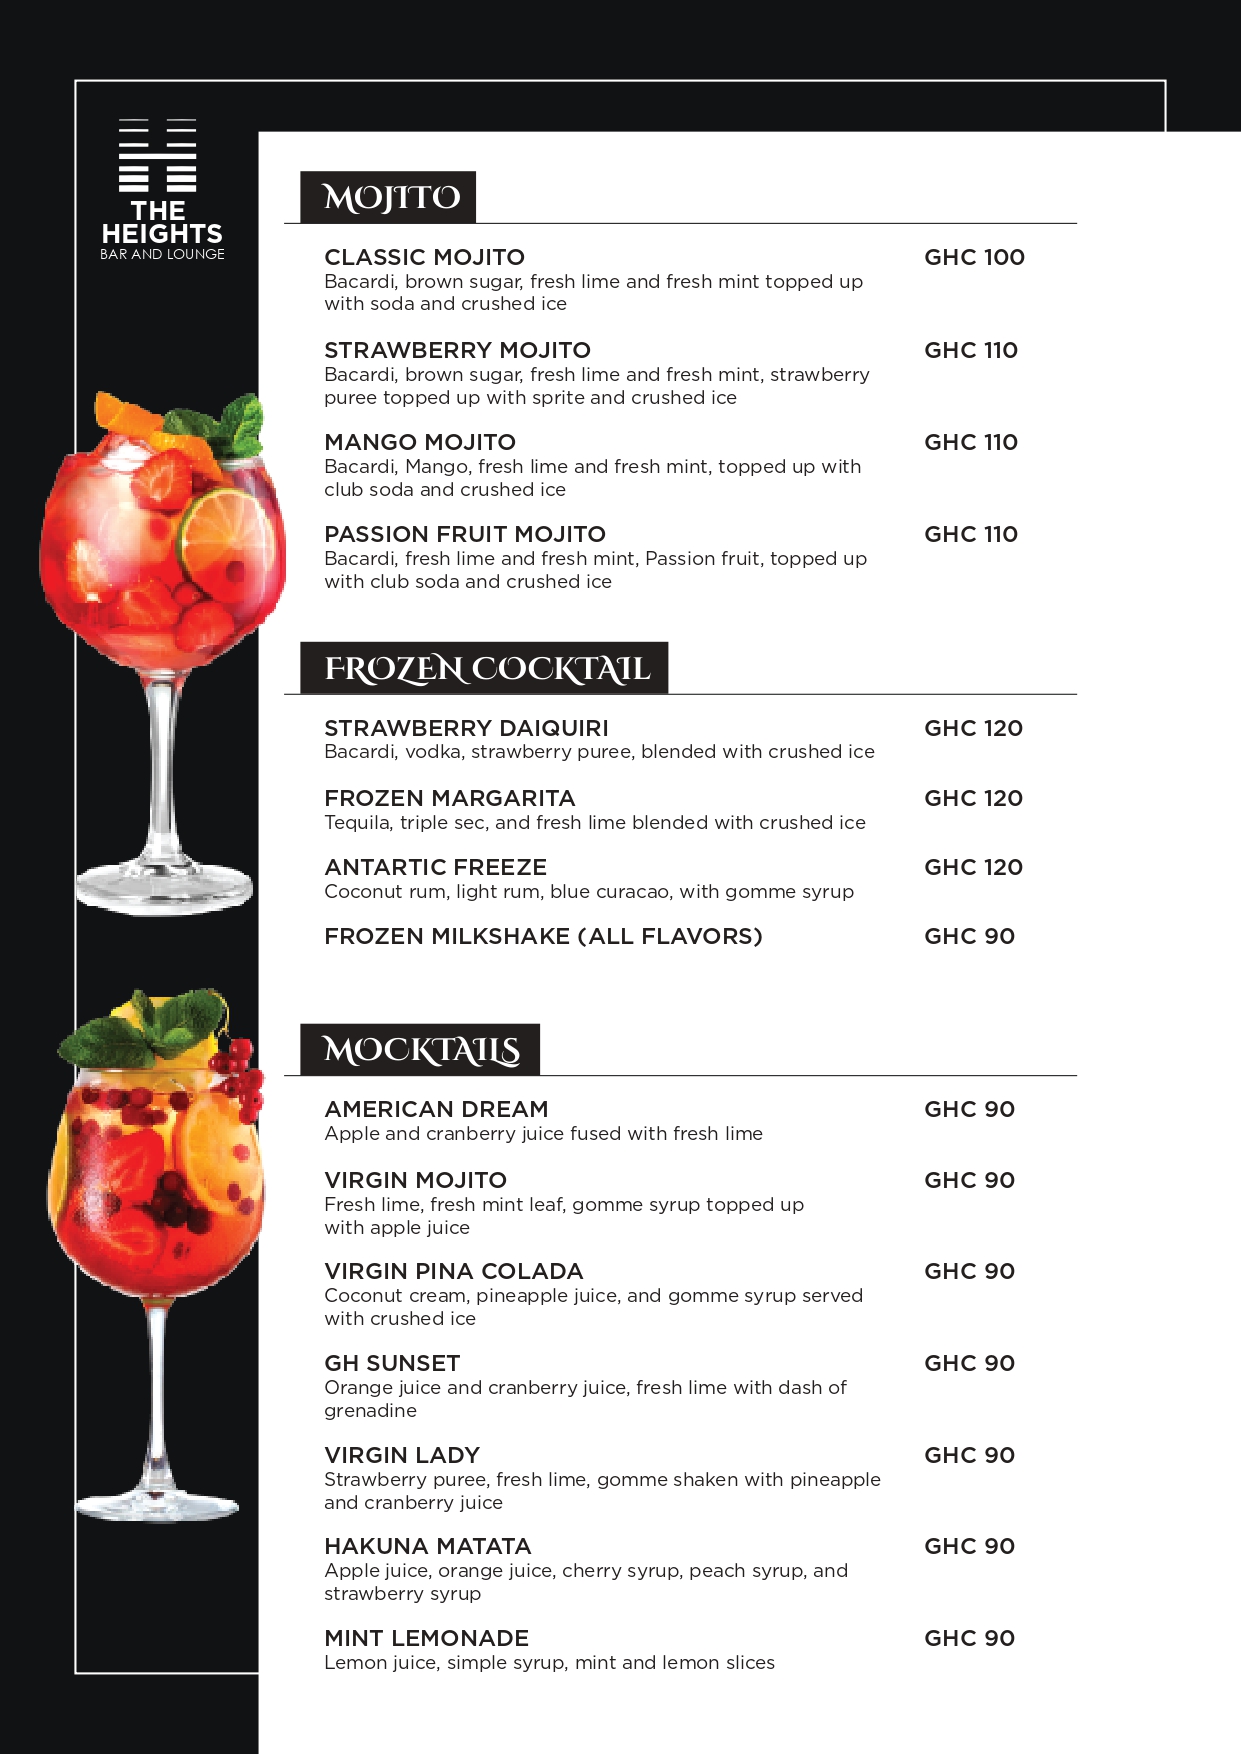 THE
HEIGHTS
BAR AND LOUNGE
MOJITO
CLASSIC MOJITO GHC 100
Bacardi, brown sugar, fresh lime and fresh mint topped up
with soda and crushed ice
STRAWBERRY MOJITO GHC 110
Bacardi, brown sugar, fresh lime and fresh mint, strawberry
puree topped up with sprite and crushed ice
MANGO MOJITO GHC 110
Bacardi, Mango, fresh lime and fresh mint, topped up with
club soda and crushed ice
PASSION FRUIT MOJITO GHC 110
Bacardi, fresh lime and fresh mint, Passion fruit, topped up
with club soda and crushed ice
FROZEN COCKTAIL
STRAWBERRY DAIQUIRI GHC 120
Bacardi, vodka, strawberry puree, blended with crushed ice
FROZEN MARGARITA GHC 120
Tequila, triple sec, and fresh lime blended with crushed ice
ANTARTIC FREEZE GHC 120
Coconut rum, light rum, blue curacao, with gomme syrup
FROZEN MILKSHAKE (ALL FLAVORS) GHC 90
MOCKTAILS
AMERICAN DREAM GHC 90
Apple and cranberry juice fused with fresh lime
VIRGIN MOJITO GHC 90
Fresh lime, fresh mint leaf, gomme syrup topped up
with apple juice
VIRGIN PINA COLADA GHC 90
Coconut cream, pineapple juice, and gomme syrup served
with crushed ice
GH SUNSET GHC 90
Orange juice and cranberry juice, fresh lime with dash of
grenadine
VIRGIN LADY GHC 90
Strawberry puree, fresh lime, gomme shaken with pineapple
and cranberry juice
HAKUNA MATATA GHC 90
Apple juice, orange juice, cherry syrup, peach syrup, and
strawberry syrup
MINT LEMONADE GHC 90
Lemon juice, simple syrup, mint and lemon slices